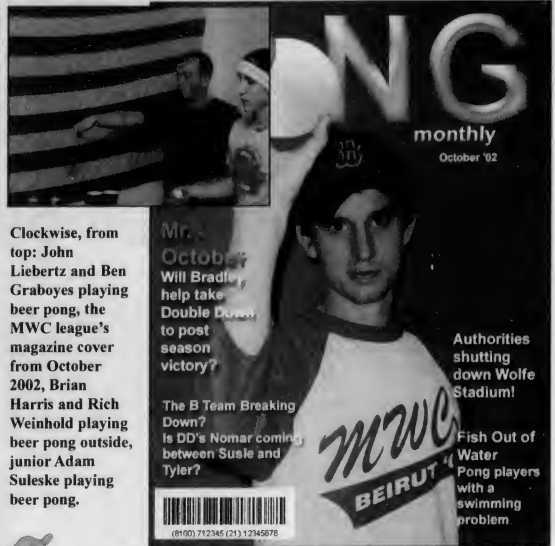 NG
monthly
October '02
Clockwise, from
top: John
Liebertz and Ben
Graboyes playing
beer pong, the
MWC league's
magazine cover
from October
2002, Brian
Harris and Rich
Weinhold playing
beer pong outside,
junior Adam
Suleske playing
beer pong.
Mr.
October
Will Bradley
help take
Double Down
to post
season
victory?
The B Team Breaking
Down?
Is DD's Nomar coming
between Susie and
Tyler?
Authorities
shutting
down Wolfe
Stadium!
Fish Out of
Water
Pong players
with a
swimming
problem
MWC
BEIRUT
B
(8100) 712345 (21) 12345678